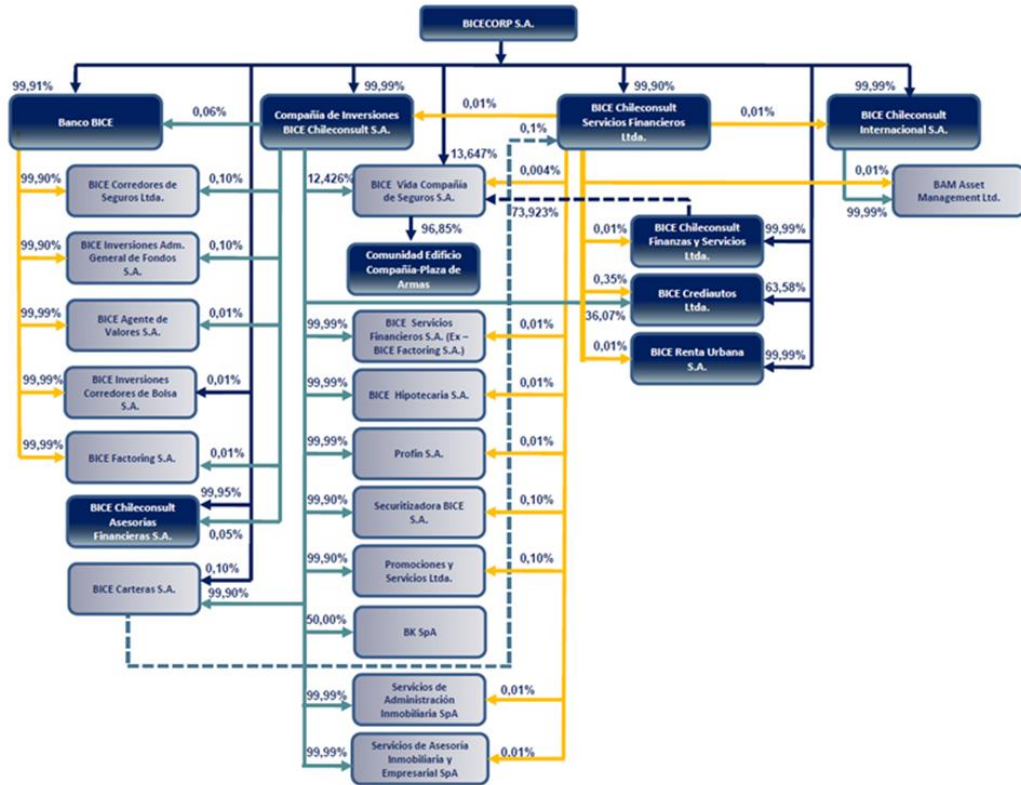 BICECORP S.A.
99,91%
99,99%
99,90%
99,99%
Banco BICE
0,06%
Compañía de Inversiones
BICE Chileconsult S.A.
0,01%
BICE Chileconsult
Servicios Financieros
Ltda.
0,01%
BICE Chileconsult
Internacional S.A.
0,1%
13,647%
99,90%
BICE Corredores de
Seguros Ltda.
0,10%
12,426%
BICE Vida Compañía
de Seguros S.A.
0,004%
73,923%
0,01%
99,99%
BAM Asset
Management Ltd.
96,85%
Comunidad Edificio
Compañía-Plaza de
Armas
0,01%
BICE Chileconsult
Finanzas y Servicios
Ltda.
99,99%
99,90%
BICE Inversiones Adm.
General de Fondos
S.A.
0,10%
0,35%
36,07%
BICE Crediautos
Ltda.
63,58%
99,99%
BICE Agente de
Valores S.A.
0,01%
99,99%
BICE Servicios
Financieros S.A. (Ex –
BICE Factoring S.A.)
0,01%
0,01%
BICE Renta Urbana
S.A.
99,99%
99,99%
BICE Inversiones
Corredores de Bolsa
S.A.
0,01%
99,99%
BICE Hipotecaria S.A.
0,01%
99,99%
BICE Factoring S.A.
0,01%
99,99%
Profin S.A.
0,01%
BICE Chileconsult
Asesorías
Financieras S.A.
99,95%
0,05%
99,90%
Securitizadora BICE
S.A.
0,10%
BICE Carteras S.A.
0,10%
99,90%
99,90%
Promociones y
Servicios Ltda.
0,10%
50,00%
BK SpA
99,99%
Servicios de
Administración
Inmobiliaria SpA
0,01%
99,99%
Servicios de Asesoría
Inmobiliaria y
Empresarial SpA
0,01%